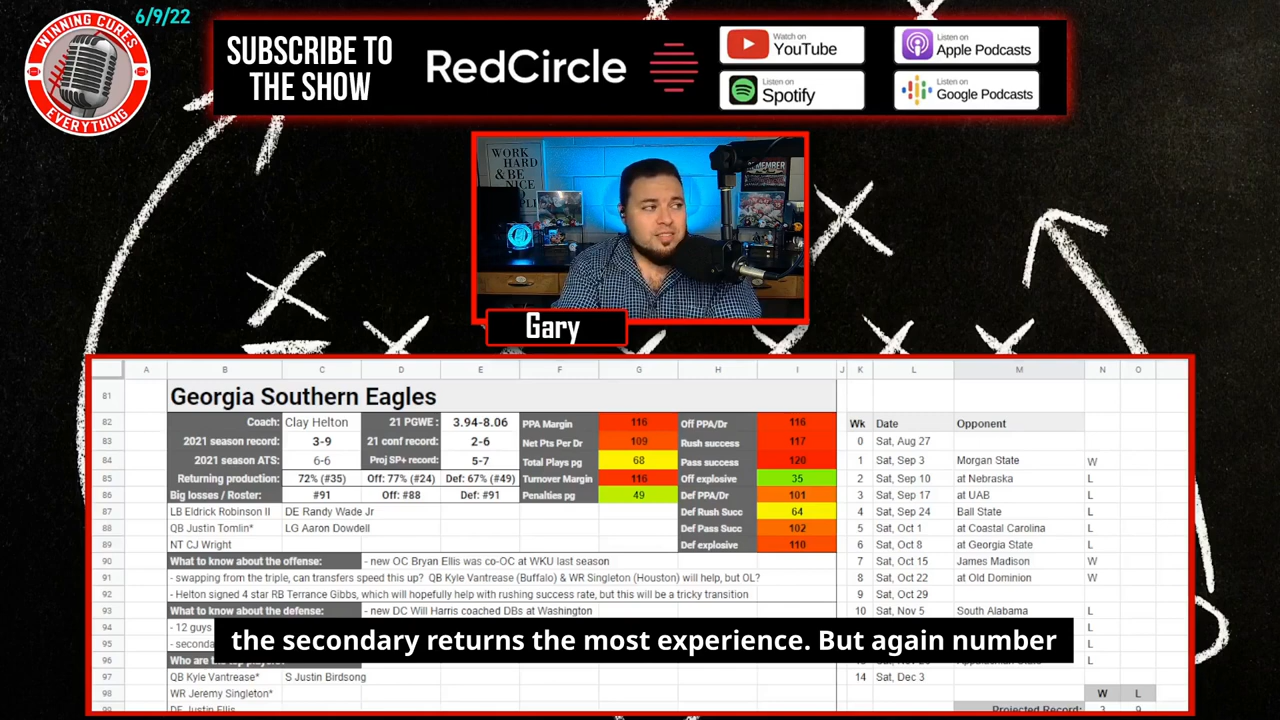 6/9/22
WINNING CURES
EVERYTHING
SUBSCRIBE TO
THE SHOW
RedCircle
Watch on
YouTube
Listen on
Spotify
Listen on
Apple Podcasts
Listen on
Google Podcasts
WORK
HARD
& BE
NICE
REMEMBER
Gary
A B C D E F G H I J K L M N O
81 Georgia Southern Eagles
82 Coach: Clay Helton 21 PGWE : 3.94-8.06 PPA Margin 116 Off PPA/Dr 116 Wk Date Opponent
83 2021 season record: 3-9 21 conf record: 2-6 Net Pts Per Dr 109 Rush success 117 0 Sat, Aug 27
84 2021 season ATS: 6-6 Proj SP+ record: 5-7 Total Plays pg 68 Pass success 120 1 Sat, Sep 3 Morgan State W
85 Returning production: 72% (#35) Off: 77% (#24) Def: 67% (#49) Turnover Margin 116 Off explosive 35 2 Sat, Sep 10 at Nebraska L
86 Big losses / Roster: #91 Off: #88 Def: #91 Penalties pg 49 Def PPA/Dr 101 3 Sat, Sep 17 at UAB L
87 LB Eldrick Robinson II DE Randy Wade Jr Def Rush Succ 64 4 Sat, Sep 24 Ball State L
88 QB Justin Tomlin* LG Aaron Dowdell Def Pass Succ 102 5 Sat, Oct 1 at Coastal Carolina L
89 NT CJ Wright Def explosive 110 6 Sat, Oct 8 at Georgia State L
90 What to know about the offense: - new OC Bryan Ellis was co-OC at WKU last season 7 Sat, Oct 15 James Madison W
91 - swapping from the triple, can transfers speed this up? QB Kyle Vantrease (Buffalo) & WR Singleton (Houston) will help, but OL? 8 Sat, Oct 22 at Old Dominion W
92 - Helton signed 4 star RB Terrance Gibbs, which will hopefully help with rushing success rate, but this will be a tricky transition 9 Sat, Oct 29
93 What to know about the defense: - new DC Will Harris coached DBs at Washington 10 Sat, Nov 5 South Alabama L
94 - 12 guys L
95 - seconda L
96 Who are L
97 QB Kyle Vantrease* S Justin Birdsong 14 Sat, Dec 3
98 WR Jeremy Singleton* W L
99 DE Justin Ellis Projected Record: 3 9
the secondary returns the most experience. But again number